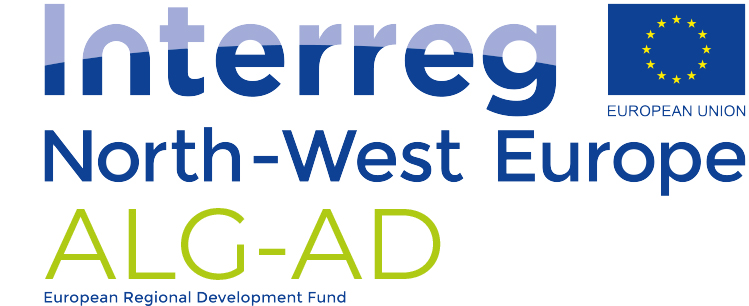 Interreg
EUROPEAN UNION
North-West Europe
ALG-AD
European Regional Development Fund